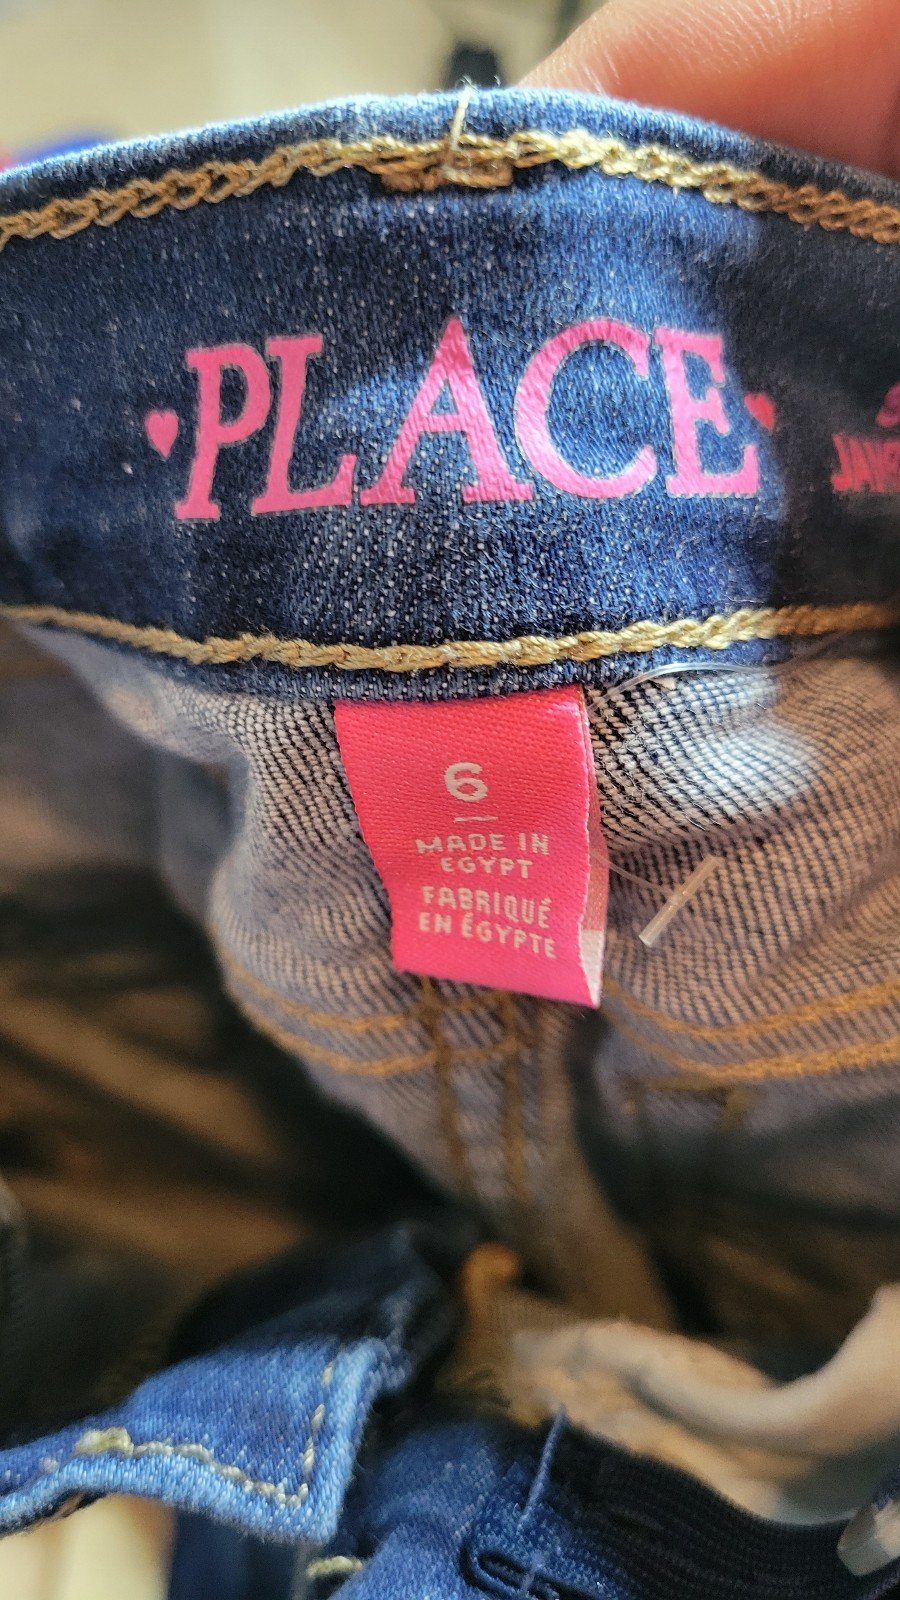 PLACE
6
MADE IN
EGYPT
FABRIQUÉ
EN ÉGYPTE